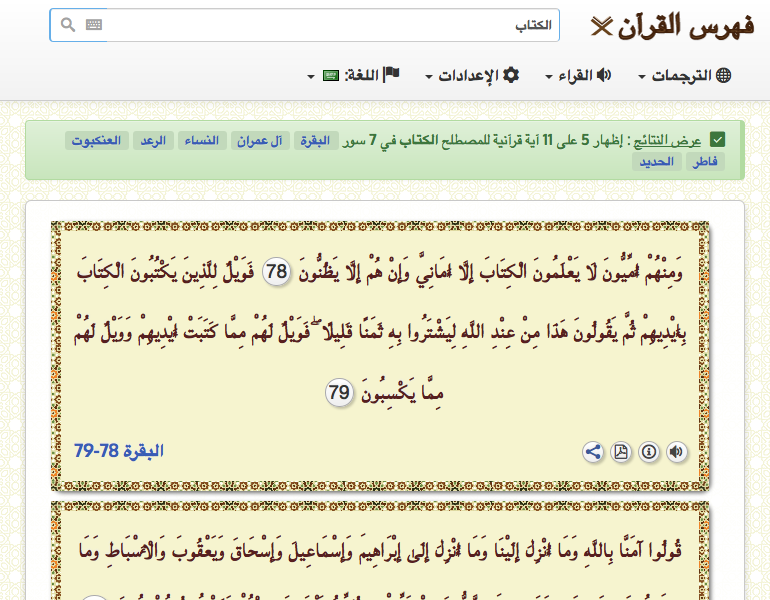 فهرس القرآن
الكتاب
الترجمات القراء الإعدادات اللغة:
عرض النتائج : إظهار 5 على 11 آية قرآنية للمصطلح الكتاب في 7 سور البقرة آل عمران النساء الرعد العنكبوت
فاطر الحديد
وَمِنْهُمْ أُمِّيُّونَ لَا يَعْلَمُونَ الْكِتَابَ إِلَّا أَمَانِيَّ وَإِنْ هُمْ إِلَّا يَظُنُّونَ 78 فَوَيْلٌ لِلَّذِينَ يَكْتُبُونَ الْكِتَابَ
بِأَيْدِيهِمْ ثُمَّ يَقُولُونَ هَٰذَا مِنْ عِنْدِ اللَّهِ لِيَشْتَرُوا بِهِ ثَمَنًا قَلِيلًا ۖ فَوَيْلٌ لَهُمْ مِمَّا كَتَبَتْ أَيْدِيهِمْ وَوَيْلٌ لَهُمْ
مِمَّا يَكْسِبُونَ 79
البقرة 78-79
قُولُوا آمَنَّا بِاللَّهِ وَمَا أُنْزِلَ إِلَيْنَا وَمَا أُنْزِلَ إِلَىٰ إِبْرَاهِيمَ وَإِسْمَاعِيلَ وَإِسْحَاقَ وَيَعْقُوبَ وَالْأَسْبَاطِ وَمَا